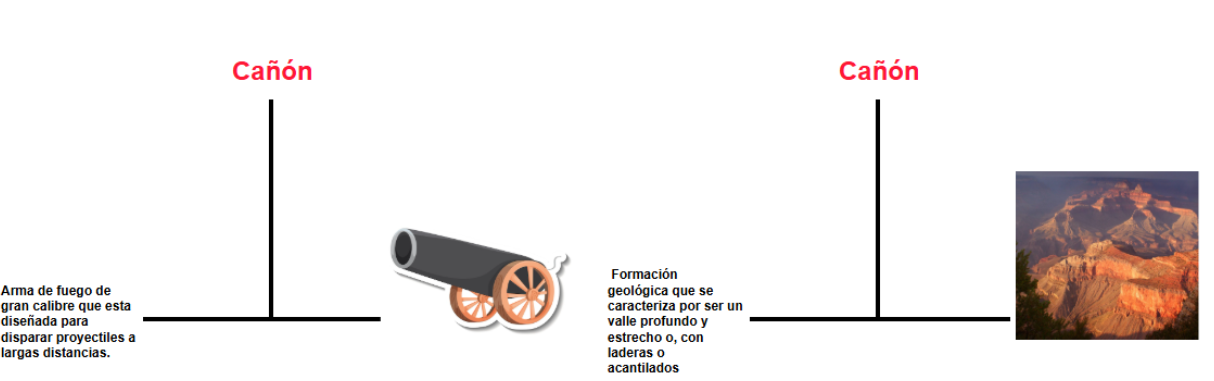 Cañón
Arma de fuego de
gran calibre que esta
diseñada para
disparar proyectiles a
largas distancias.
Cañón
Formación
geológica que se
caracteriza por ser un
valle profundo y
estrecho o, con
laderas o
acantilados